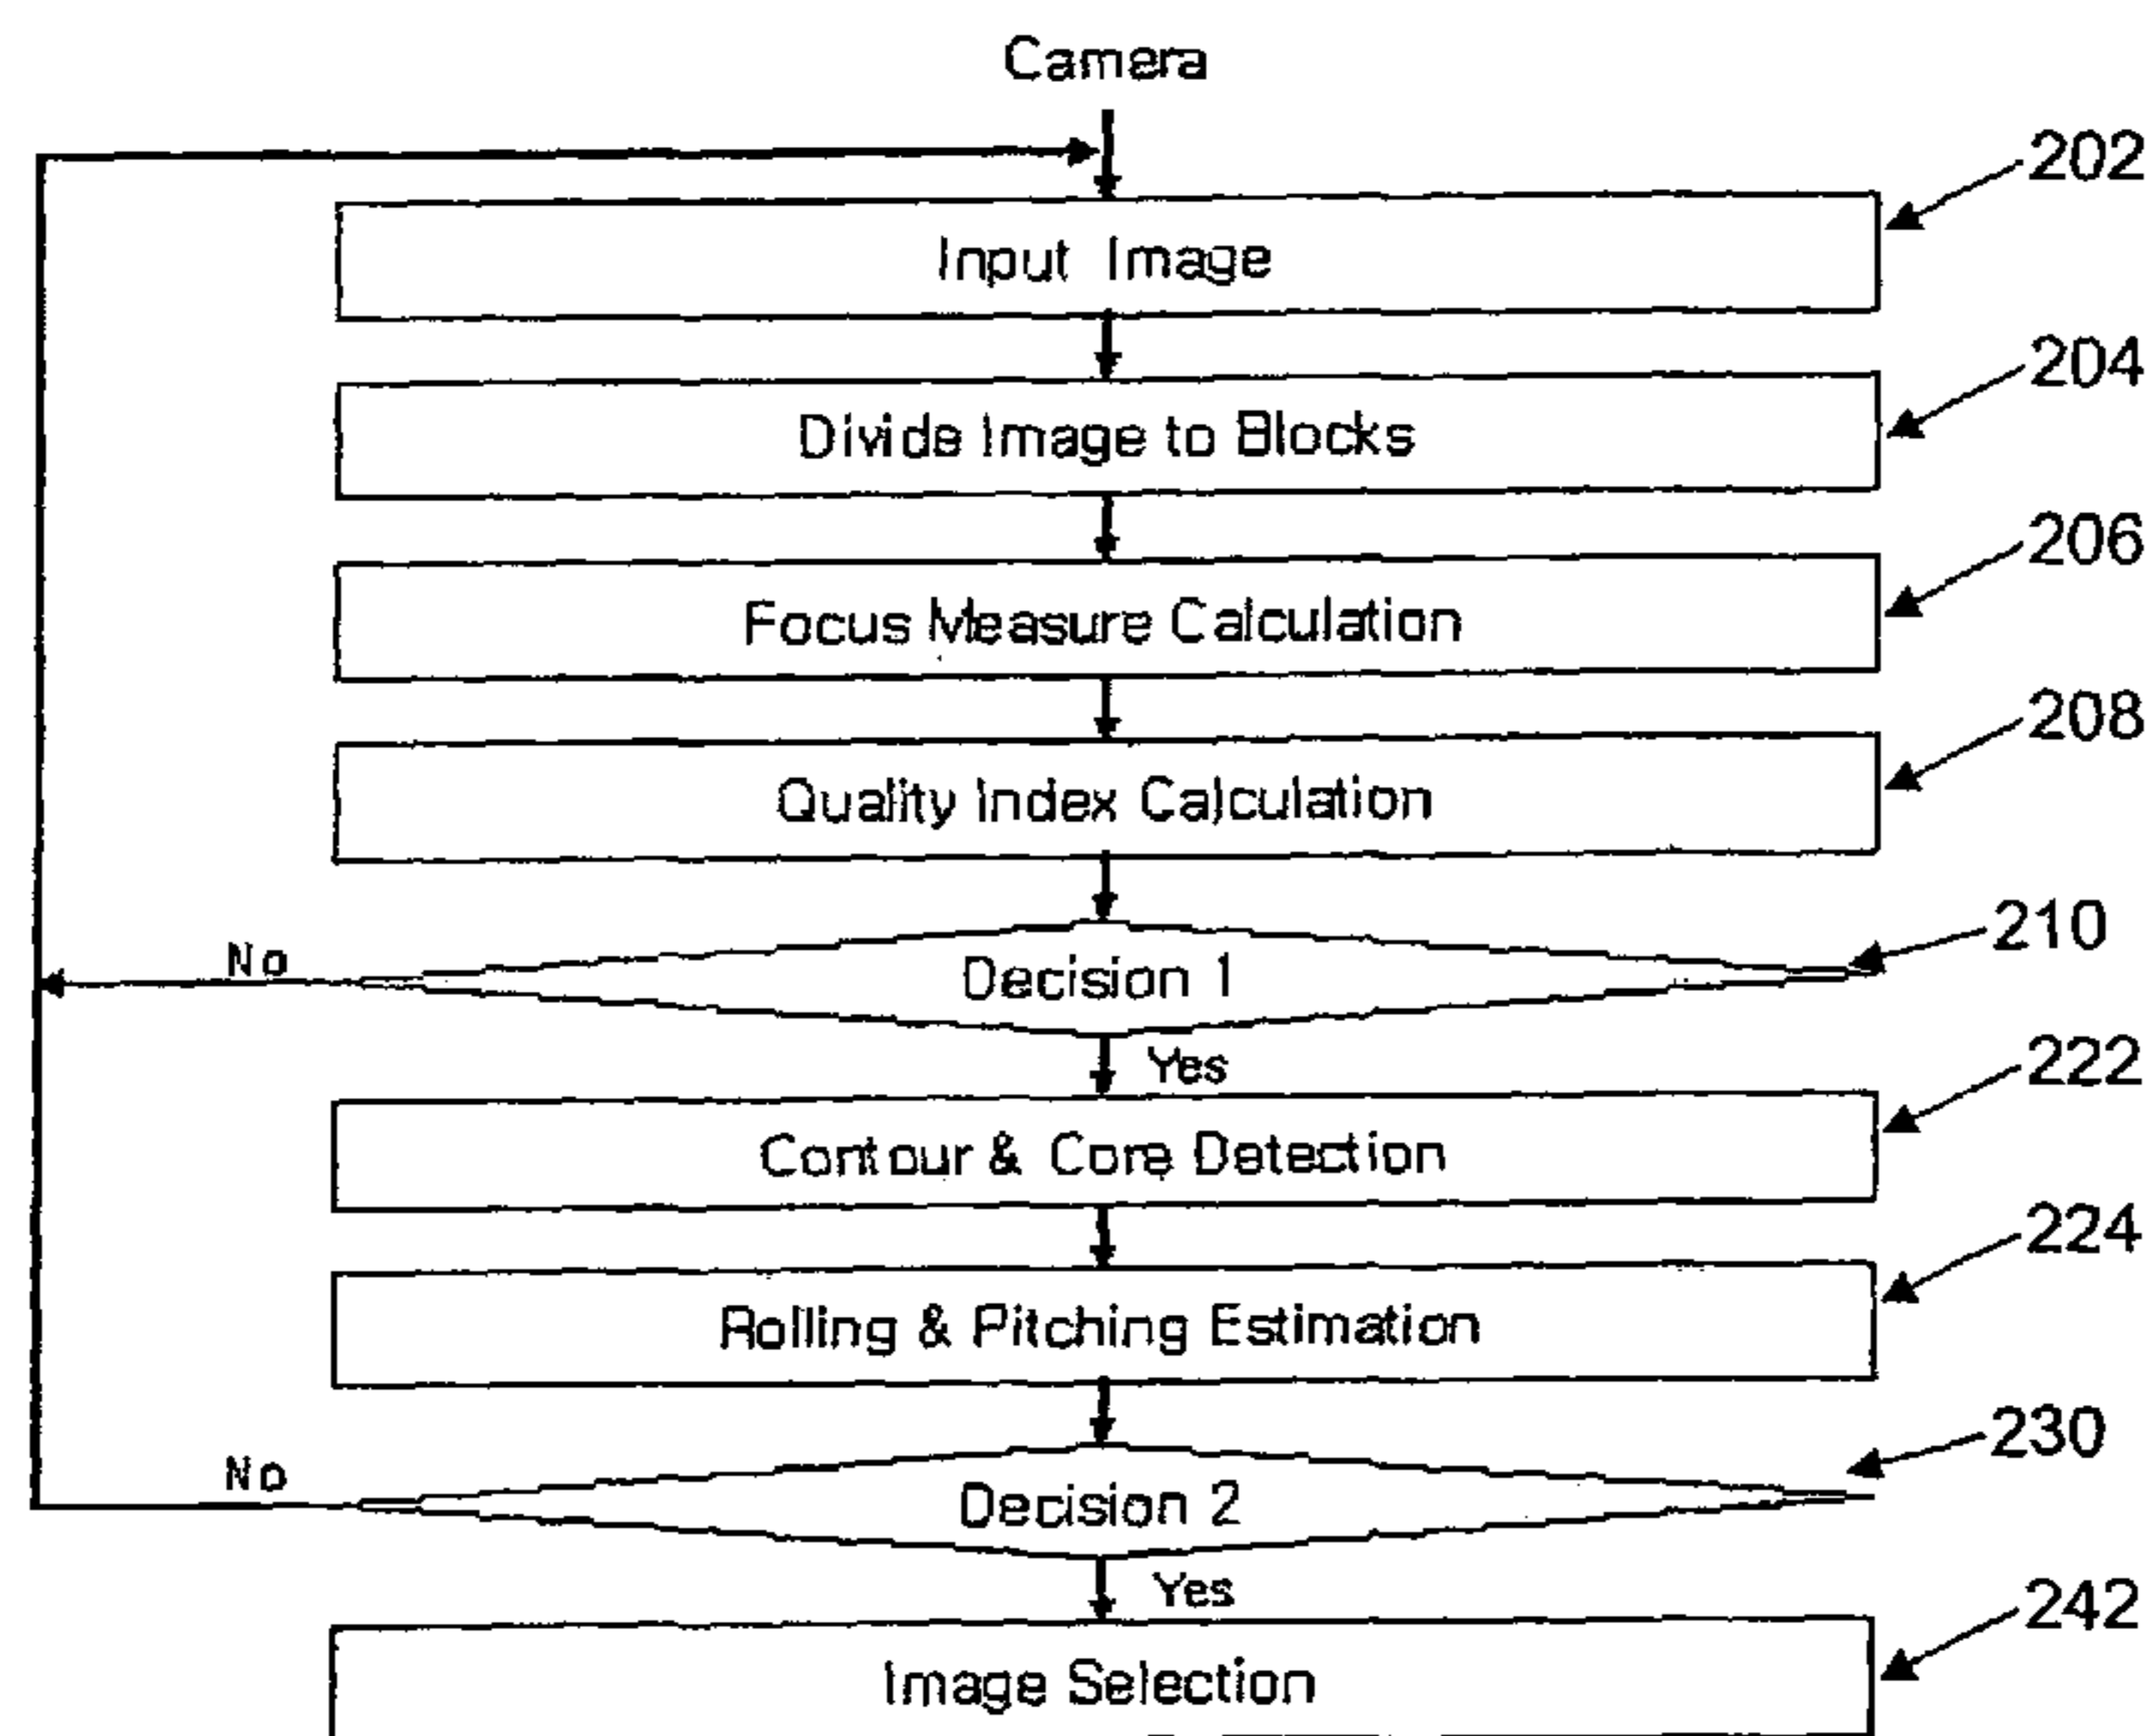 Camera
202
Input Image
204
Divide Image to Blocks
206
Focus Measure Calculation
208
Quality Index Calculation
210
No
Decision 1
Yes
222
Contour & Core Detection
224
Rolling & Pitching Estimation
230
No
Decision 2
Yes
242
Image Selection